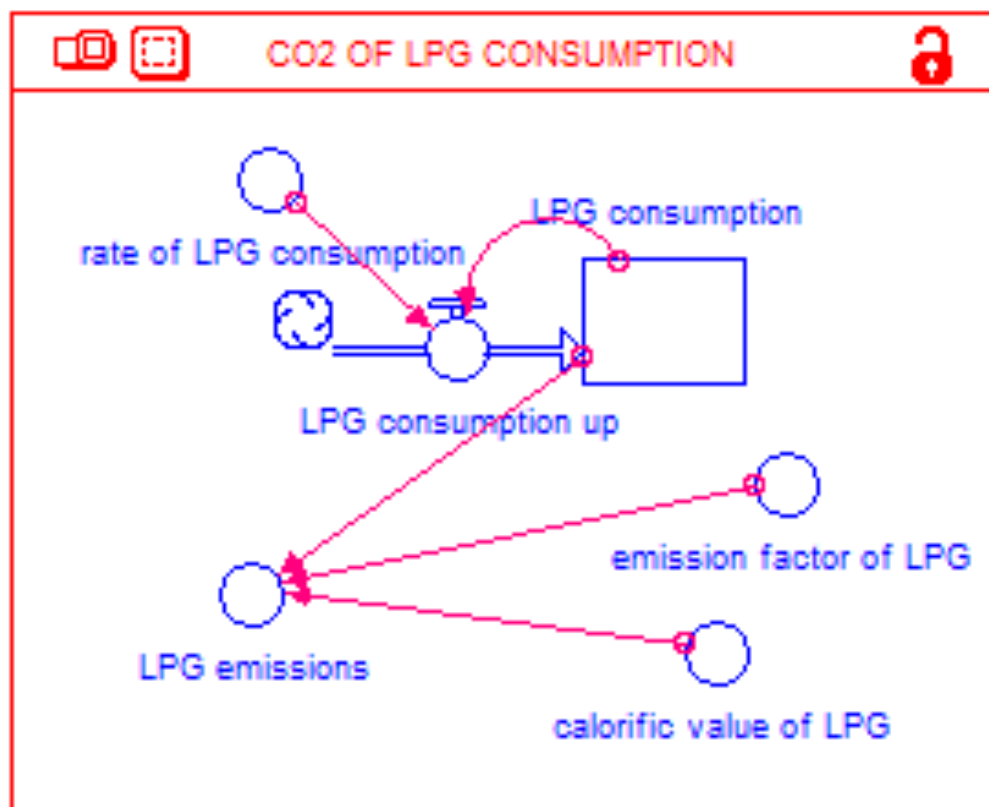 CO2 OF LPG CONSUMPTION
LPG consumption
rate of LPG consumption
LPG consumption up
emission factor of LPG
LPG emissions
calorific value of LPG